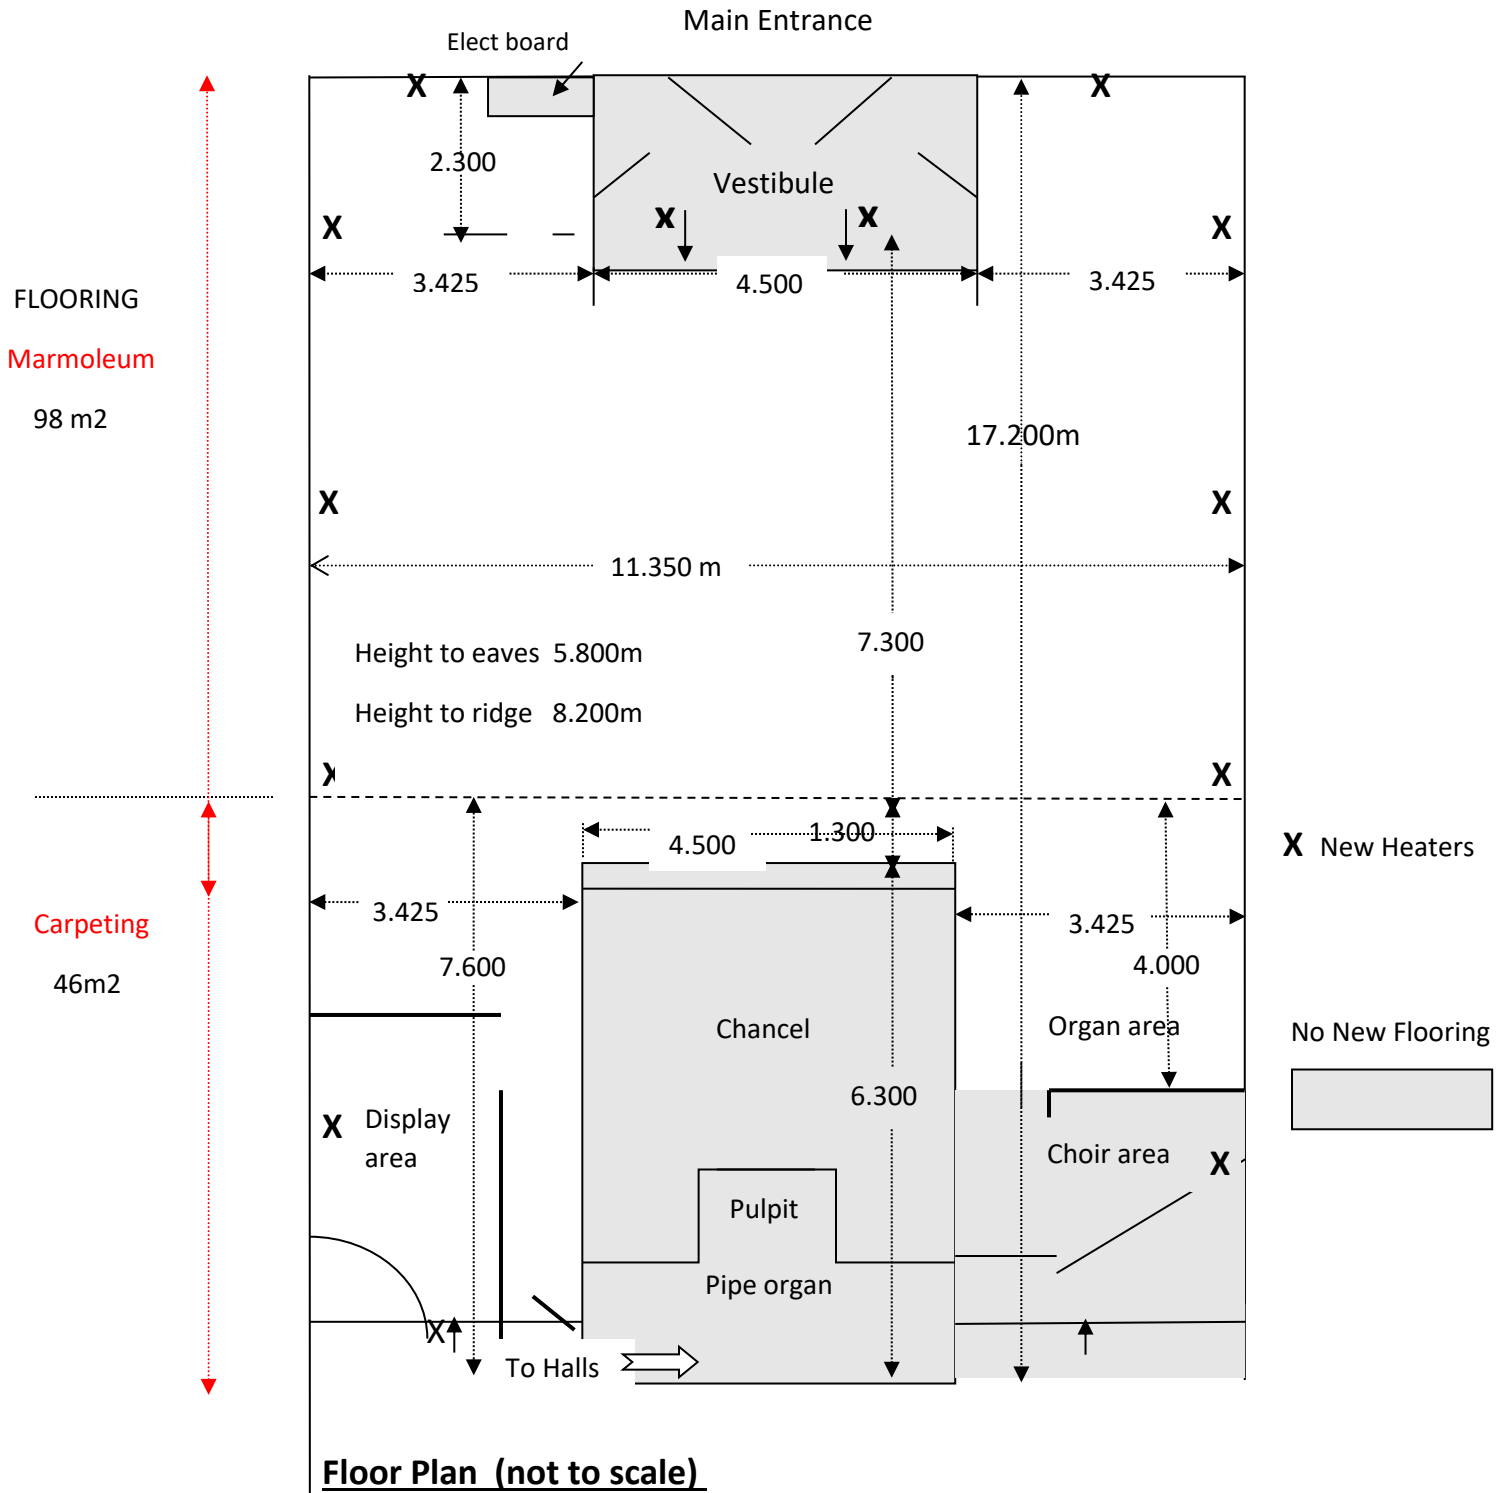 Main Entrance
Elect board
X
X
2.300
Vestibule
X
X
X
X
3.425
4.500
3.425
FLOORING
Marmoleum
98 m2
17.200m
X
X
11.350 m
7.300
Height to eaves 5.800m
Height to ridge 8.200m
X
X
1.300
4.500
X New Heaters
3.425
3.425
Carpeting
7.600
4.000
46m2
Chancel
Organ area
No New Flooring
6.300
X Display
area
Choir area
X
Pulpit
Pipe organ
X
To Halls
Floor Plan (not to scale)